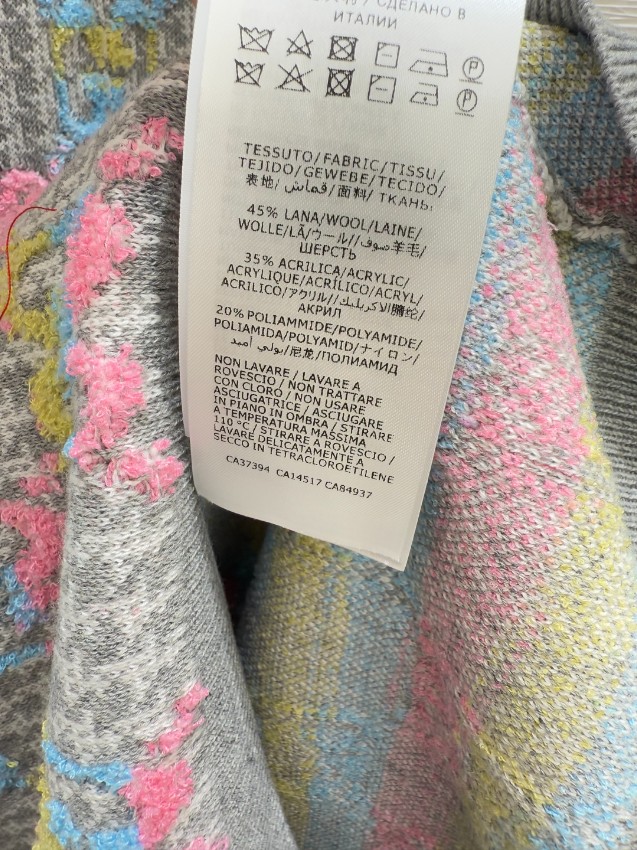 / СДЕЛАНО В
ИТАЛИИ
P
P
TESSUTO/FABRIC/TISSU/
TEJIDO/GEWEBE/TECIDO/
表地/قماش/面料/ ТКАНЬ:
45% LANA/WOOL/LAINE/
WOLLE/LÃ/ウール//صوف/羊毛/
ШЕРСТЬ
35% ACRILICA/ACRYLIC/
ACRYLIQUE/ACRÍLICO/ACRYL/
ACRILICO/アクリル//الاكريليك/腈纶/
АКРИЛ
20% POLIAMMIDE/POLYAMIDE/
POLIAMIDA/POLYAMID/ナイロン/
بولي أميد/尼龙/ПОЛИАМИД
NON LAVARE / LAVARE A
ROVESCIO / NON TRATTARE
CON CLORO / NON USARE
ASCIUGATRICE / ASCIUGARE
IN PIANO IN OMBRA / STIRARE
A TEMPERATURA MASSIMA
110 °C / STIRARE A ROVESCIO /
LAVARE DELICATAMENTE A
SECCO IN TETRACLOROETILENE
CA37394 CA14517 CA84937